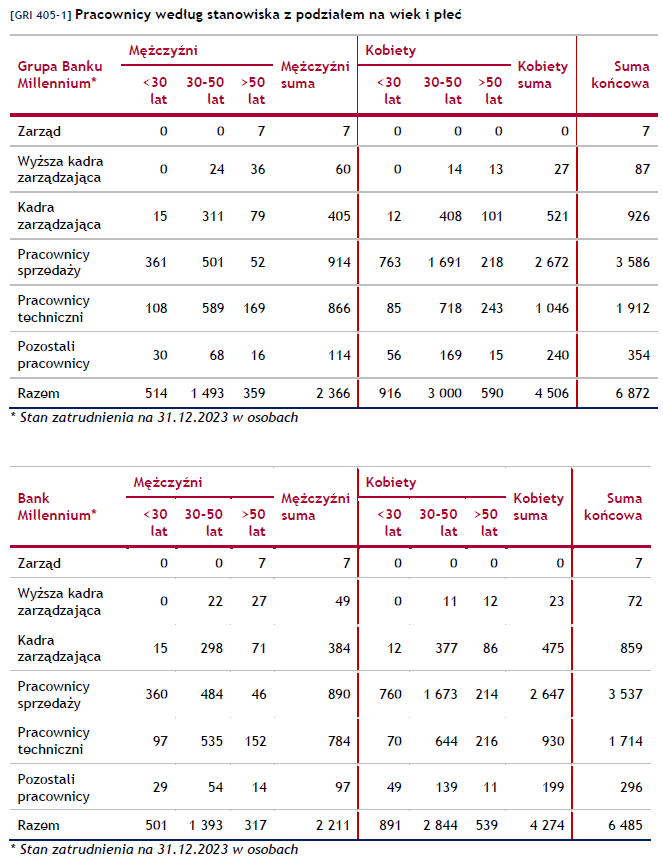 [GRI 405-1] Pracownicy według stanowiska z podziałem na wiek i płeć
Grupa Banku Millennium* Mężczyźni Mężczyźni suma Kobiety Kobiety suma Suma końcowa
<30 lat 30-50 lat >50 lat <30 lat 30-50 lat >50 lat
Zarząd 0 0 7 7 0 0 0 0 7
Wyższa kadra zarządzająca 0 24 36 60 0 14 13 27 87
Kadra zarządzająca 15 311 79 405 12 408 101 521 926
Pracownicy sprzedaży 361 501 52 914 763 1 691 218 2 672 3 586
Pracownicy techniczni 108 589 169 866 85 718 243 1 046 1 912
Pozostali pracownicy 30 68 16 114 56 169 15 240 354
Razem 514 1 493 359 2 366 916 3 000 590 4 506 6 872
* Stan zatrudnienia na 31.12.2023 w osobach
Bank Millennium* Mężczyźni Mężczyźni suma Kobiety Kobiety suma Suma końcowa
<30 lat 30-50 lat >50 lat <30 lat 30-50 lat >50 lat
Zarząd 0 0 7 7 0 0 0 0 7
Wyższa kadra zarządzająca 0 22 27 49 0 11 12 23 72
Kadra zarządzająca 15 298 71 384 12 377 86 475 859
Pracownicy sprzedaży 360 484 46 890 760 1 673 214 2 647 3 537
Pracownicy techniczni 97 535 152 784 70 644 216 930 1 714
Pozostali pracownicy 29 54 14 97 49 139 11 199 296
Razem 501 1 393 317 2 211 891 2 844 539 4 274 6 485
* Stan zatrudnienia na 31.12.2023 w osobach